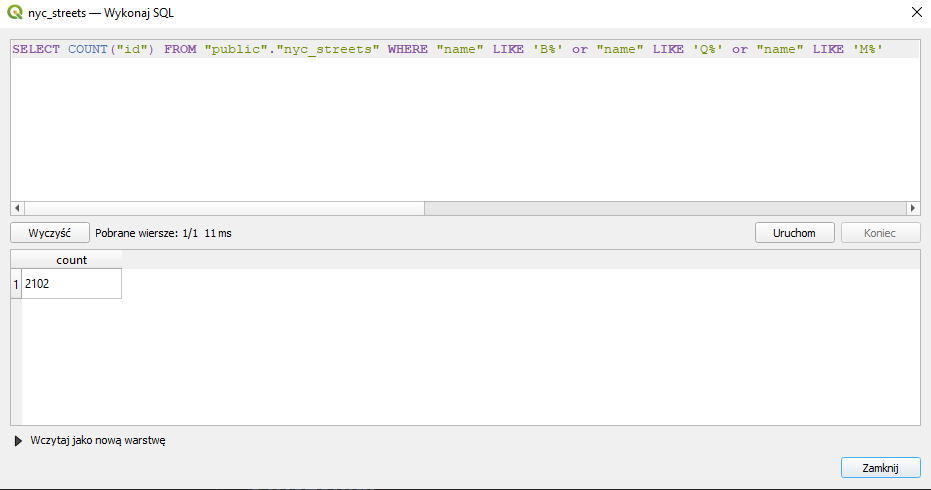 nyc_streets — Wykonaj SQL
SELECT COUNT("id") FROM "public"."nyc_streets" WHERE "name" LIKE 'B%' or "name" LIKE 'Q%' or "name" LIKE 'M%'
Wyczyść Pobrane wiersze: 1/1 11 ms Uruchom Koniec
count
1 2102
Wczytaj jako nową warstwę
Zamknij